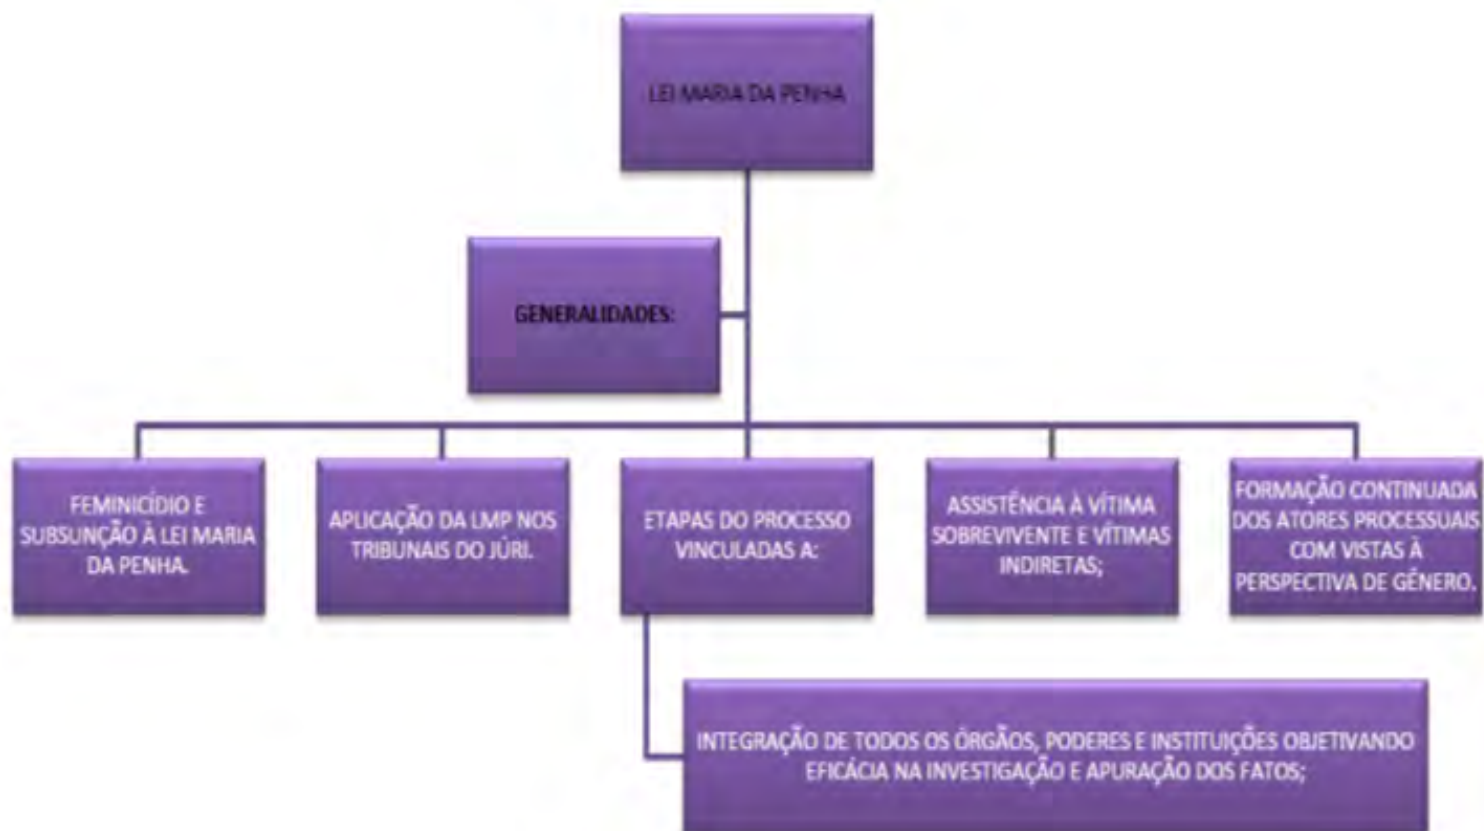 LEI MARIA DA PENHA
GENERALIDADES:
FEMINICÍDIO E
SUBSUNÇÃO À LEI MARIA
DA PENHA.
APLICAÇÃO DA LMP NOS
TRIBUNAIS DO JÚRI.
ETAPAS DO PROCESSO
VINCULADAS A:
ASSISTÊNCIA À VÍTIMA
SOBREVIVENTE E VÍTIMAS
INDIRETAS;
FORMAÇÃO CONTINUADA
DOS ATORES PROCESSUAIS
COM VISTAS À
PERSPECTIVA DE GÊNERO.
INTEGRAÇÃO DE TODOS OS ÓRGÃOS, PODERES E INSTITUIÇÕES OBJETIVANDO
EFICÁCIA NA INVESTIGAÇÃO E APURAÇÃO DOS FATOS;